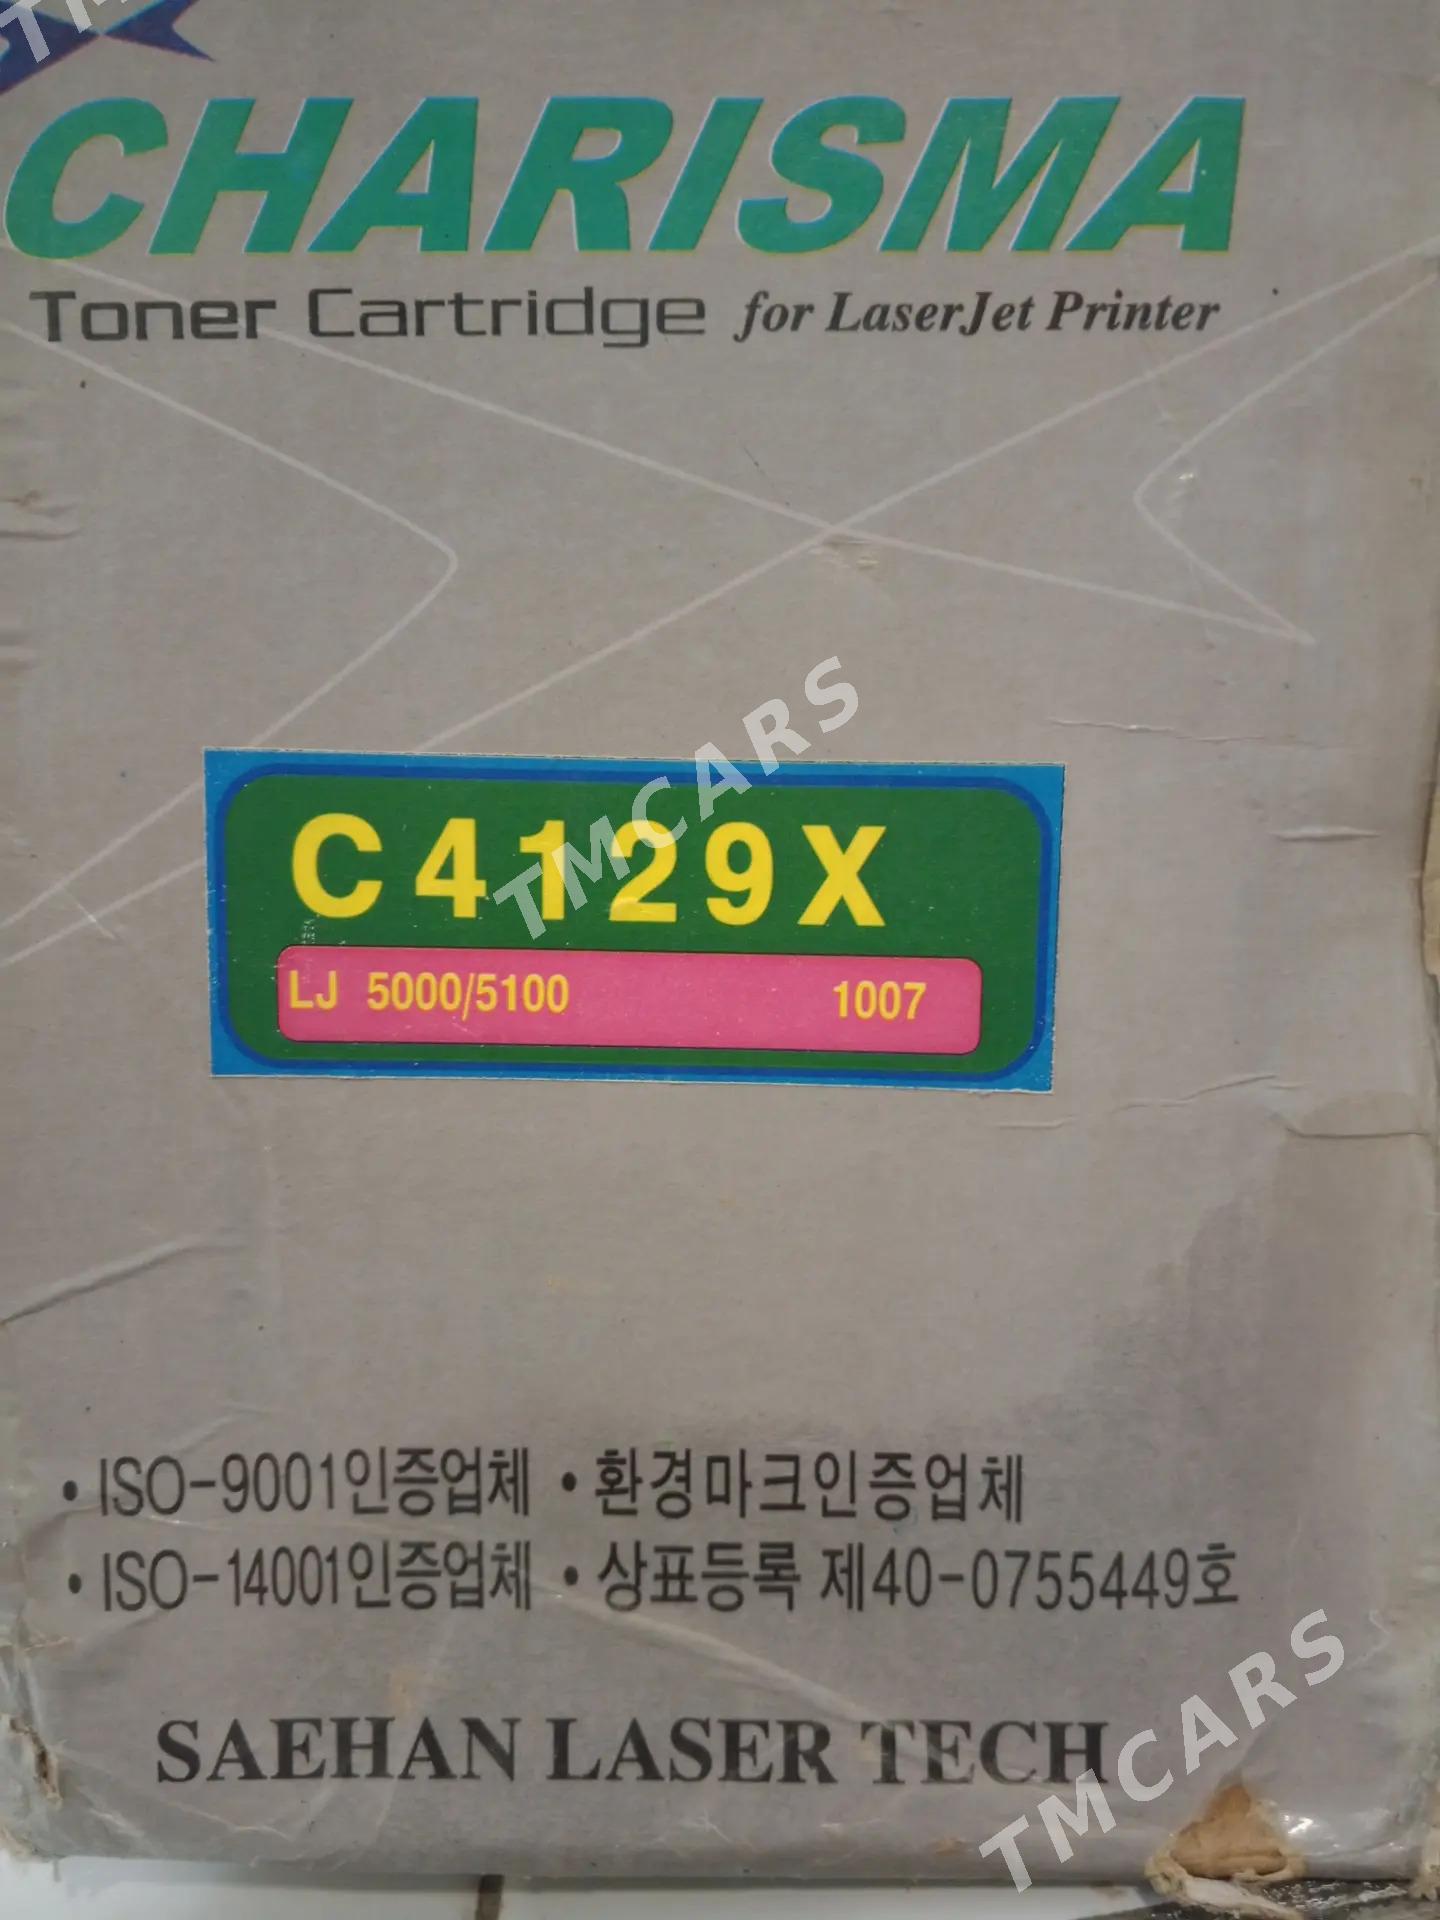 CHARISMA
Toner Cartridge for LaserJet Printer
TMCARS
C4129X
LJ 5000/5100 1007
• ISO-9001인증업체 • 환경마크인증업체
• ISO-14001인증업체 • 상표등록 제40-0755449호
SAEHAN LASER TECH
TMCARS